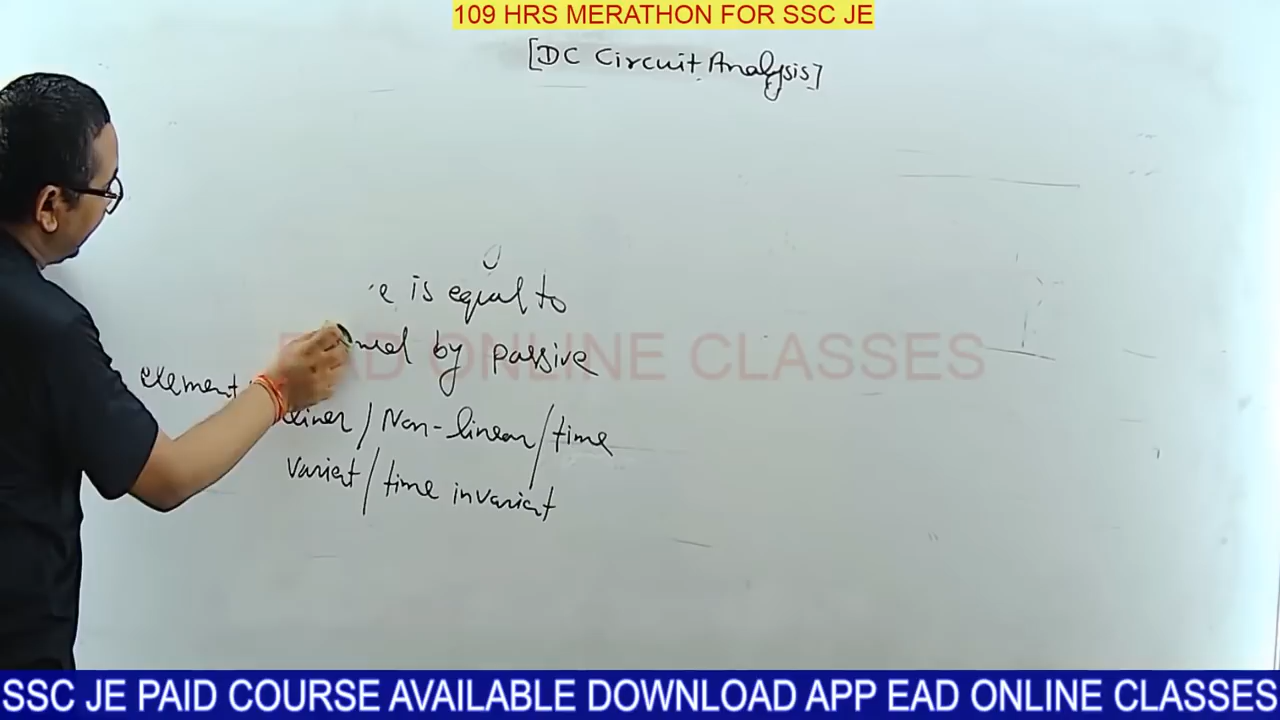 109 HRS MERATHON FOR SSC JE
[DC Circuit Analysis]
is equal to
by passive
EAD ONLINE CLASSES
element
/ Non-linear / time
Variat / time invariat
SSC JE PAID COURSE AVAILABLE DOWNLOAD APP EAD ONLINE CLASSES